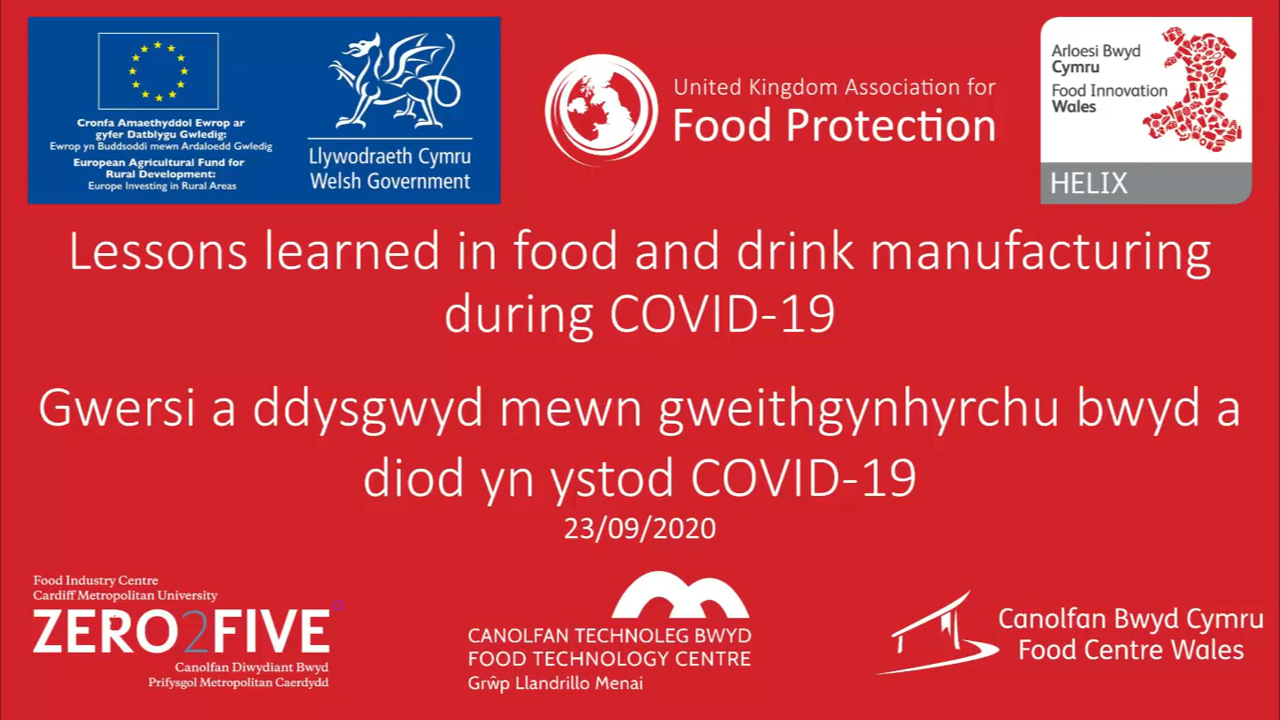 Cronfa Amaethyddol Ewrop ar
gyfer Datblygu Gwledig:
Ewrop yn Buddsoddi mewn Ardaloedd Gwledig
European Agricultural Fund for
Rural Development:
Europe Investing in Rural Areas
Llywodraeth Cymru
Welsh Government
United Kingdom Association for
Food Protection
Arloesi Bwyd
Cymru
Food Innovation
Wales
HELIX
Lessons learned in food and drink manufacturing
during COVID-19
Gwersi a ddysgwyd mewn gweithgynhyrchu bwyd a
diod yn ystod COVID-19
23/09/2020
Food Industry Centre
Cardiff Metropolitan University
ZERO2FIVE
Canolfan Diwydiant Bwyd
Prifysgol Metropolitan Caerdydd
CANOLFAN TECHNOLEG BWYD
FOOD TECHNOLOGY CENTRE
Grŵp Llandrillo Menai
Canolfan Bwyd Cymru
Food Centre Wales